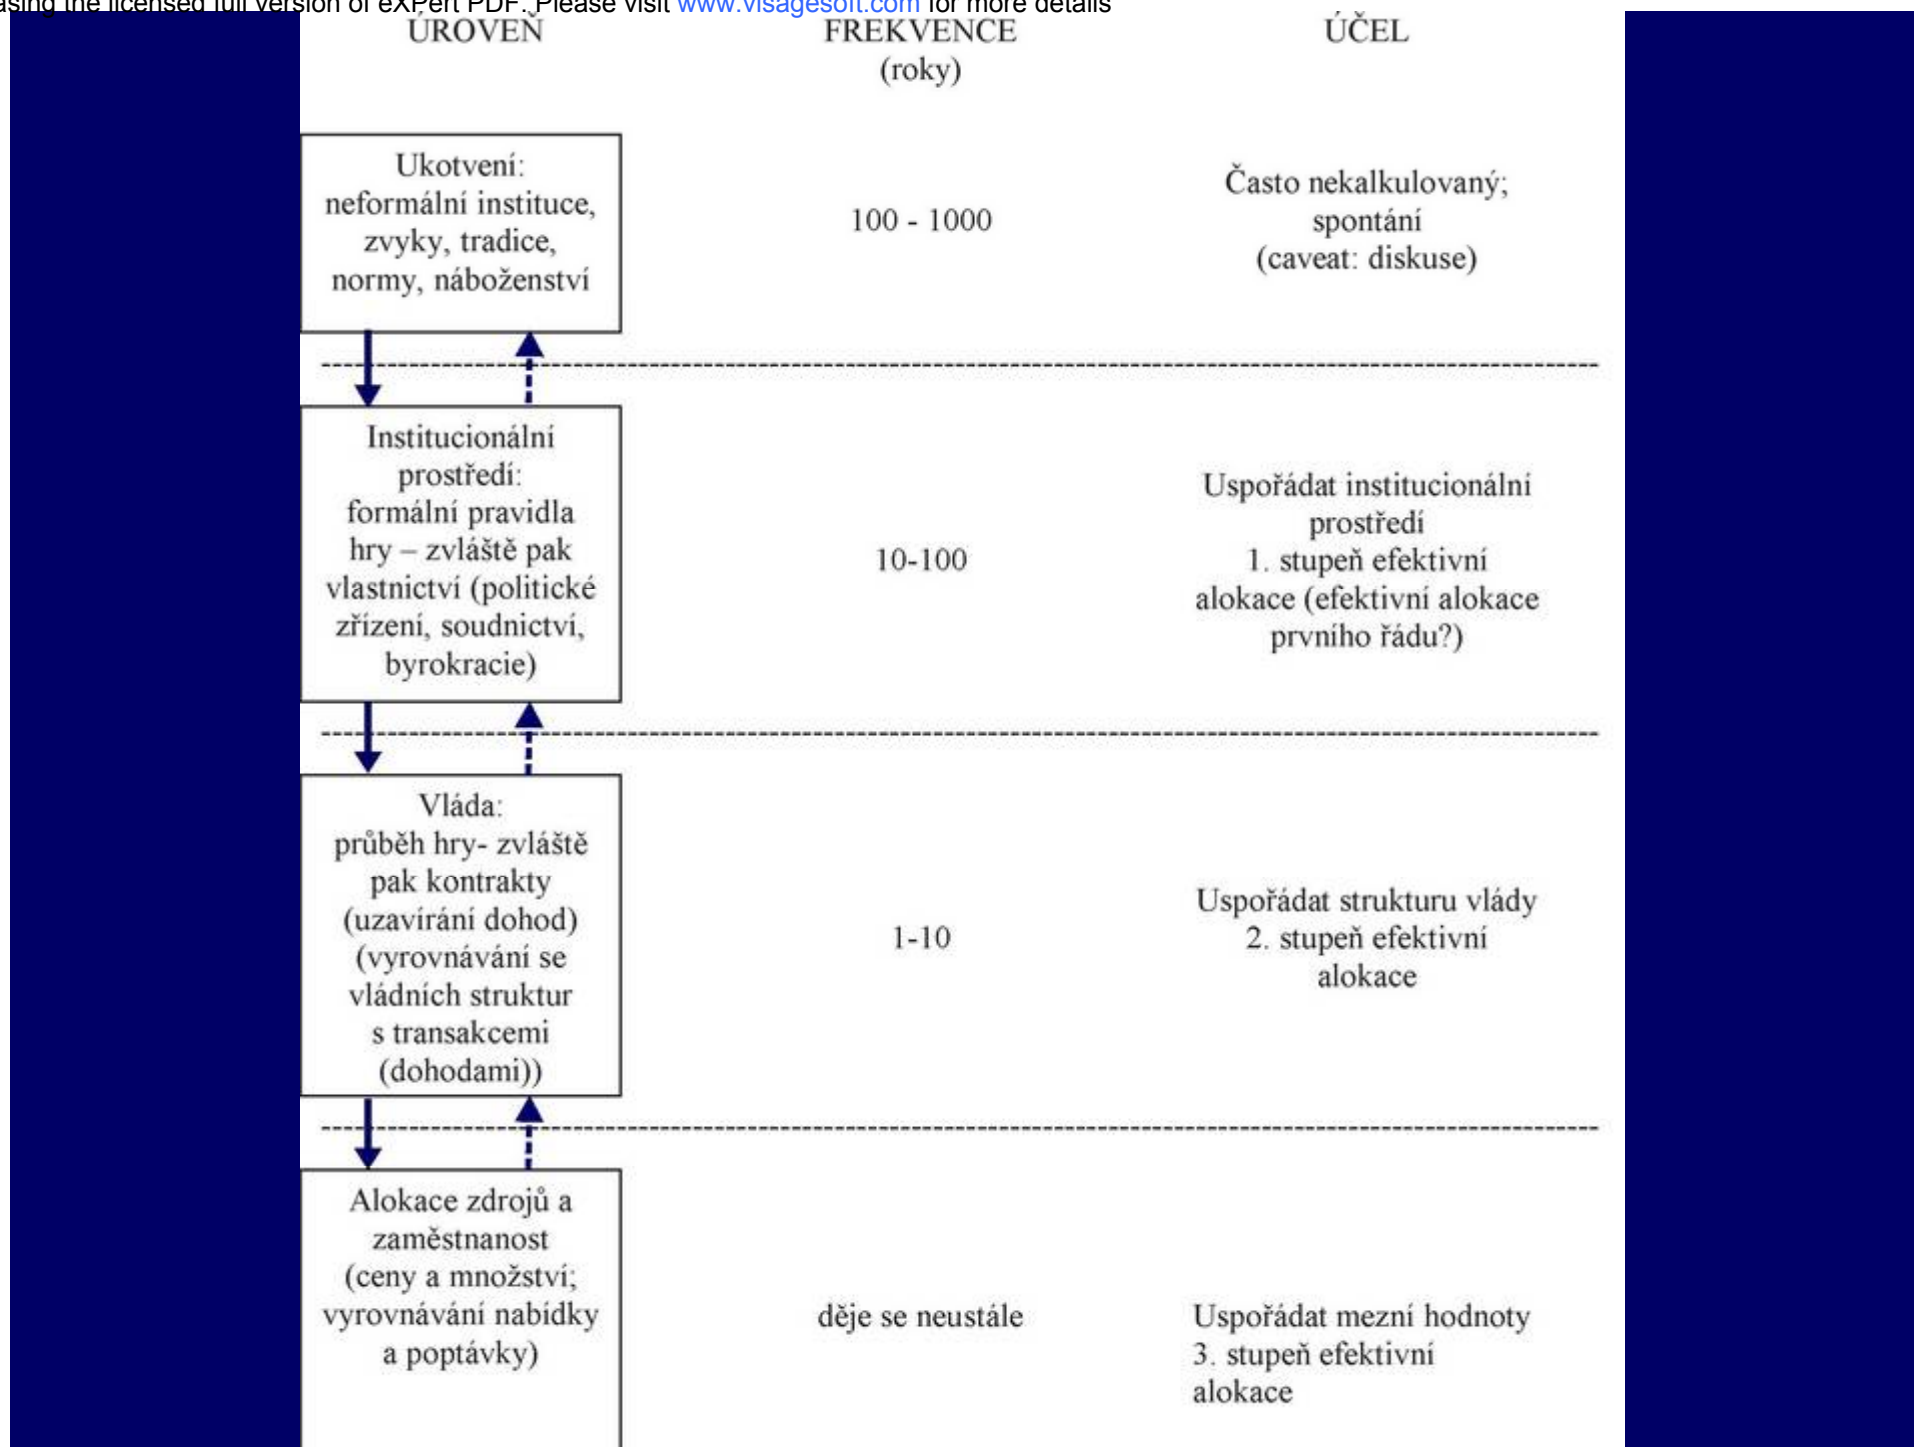 asing the licensed full version of eXPert PDF. Please visit www.visagesoft.com for more details
ÚROVEŇ
FREKVENCE
(roky)
ÚČEL
Ukotvení:
neformální instituce,
zvyky, tradice,
normy, náboženství
100 - 1000
Často nekalkulovaný;
spontání
(caveat: diskuse)
Institucionální
prostředí:
formální pravidla
hry – zvláště pak
vlastnictví (politické
zřízení, soudnictví,
byrokracie)
10-100
Uspořádat institucionální
prostředí
1. stupeň efektivní
alokace (efektivní alokace
prvního řádu?)
Vláda:
průběh hry- zvláště
pak kontrakty
(uzavírání dohod)
(vyrovnávání se
vládních struktur
s transakcemi
(dohodami))
1-10
Uspořádat strukturu vlády
2. stupeň efektivní
alokace
Alokace zdrojů a
zaměstnanost
(ceny a množství;
vyrovnávání nabídky
a poptávky)
děje se neustále
Uspořádat mezní hodnoty
3. stupeň efektivní
alokace